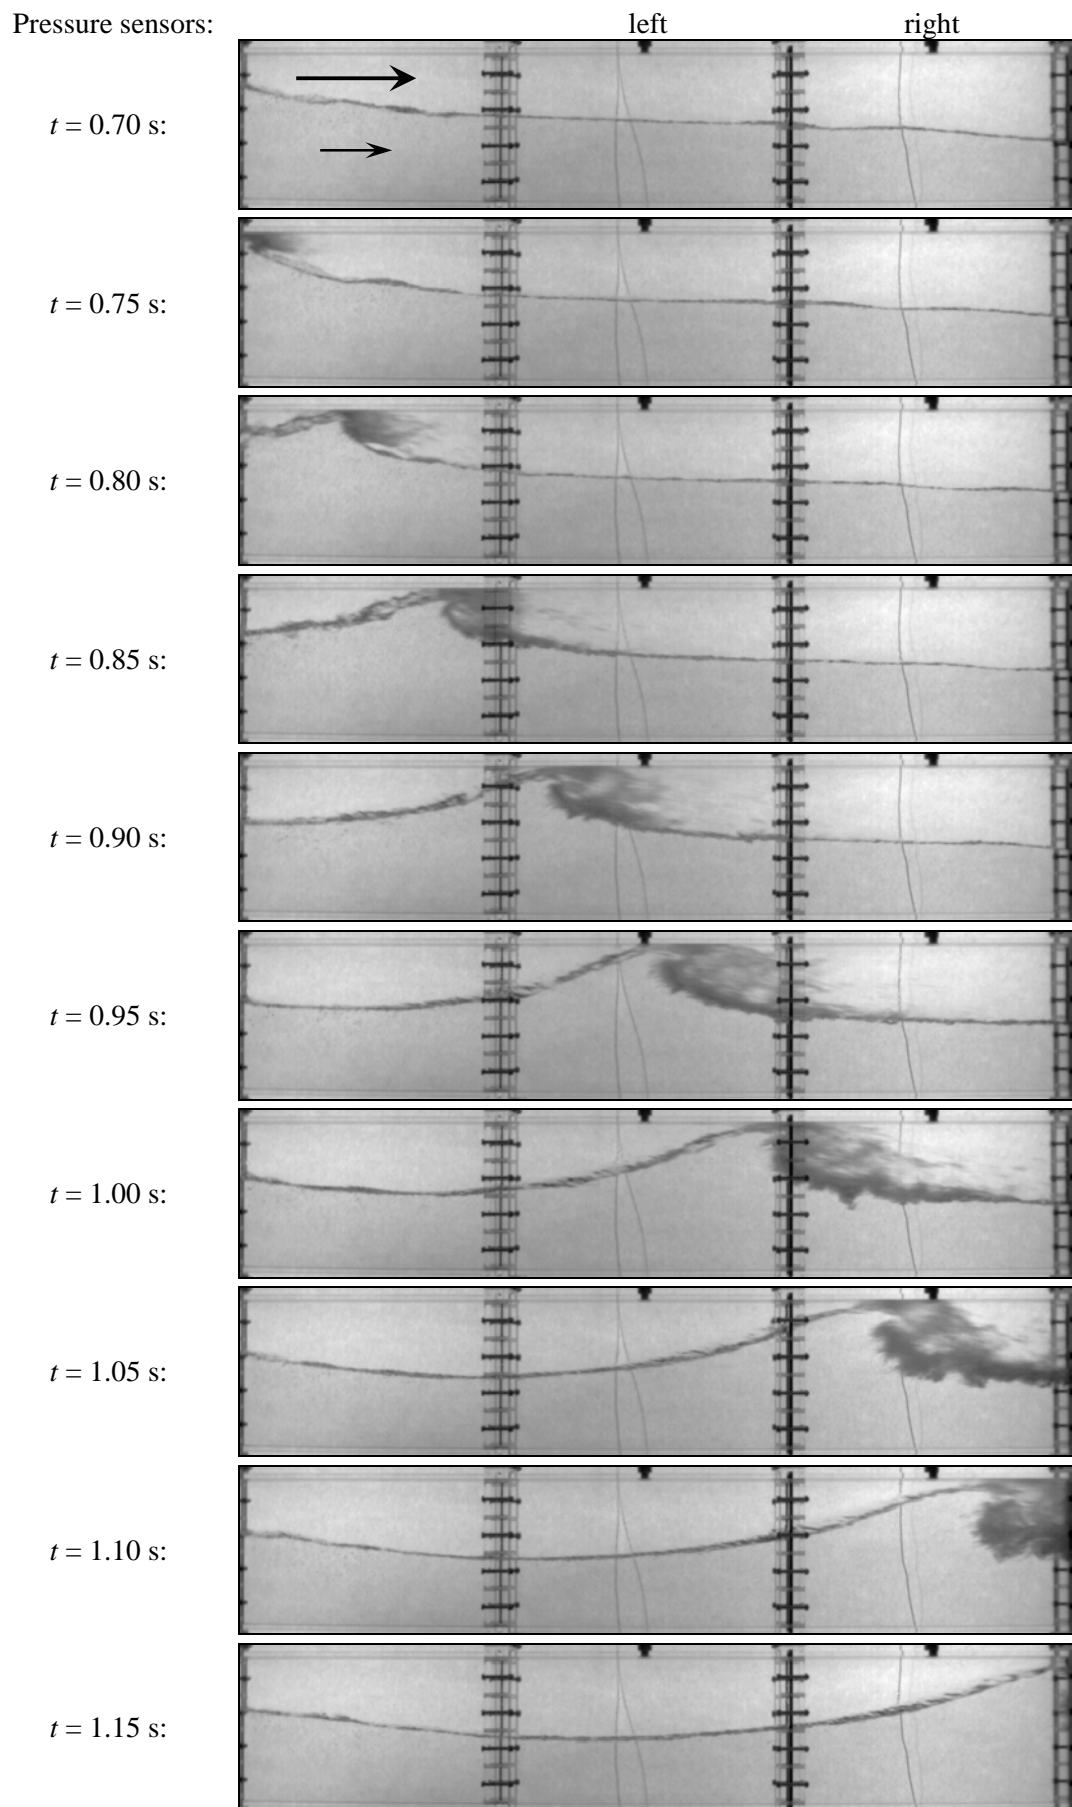 Pressure sensors: left right
t = 0.70 s:
t = 0.75 s:
t = 0.80 s:
t = 0.85 s:
t = 0.90 s:
t = 0.95 s:
t = 1.00 s:
t = 1.05 s:
t = 1.10 s:
t = 1.15 s: